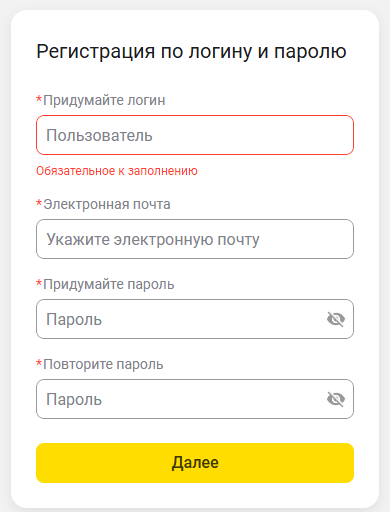 Регистрация по логину и паролю
*Придумайте логин
Пользователь
Обязательное к заполнению
*Электронная почта
Укажите электронную почту
*Придумайте пароль
Пароль
*Повторите пароль
Пароль
Далее